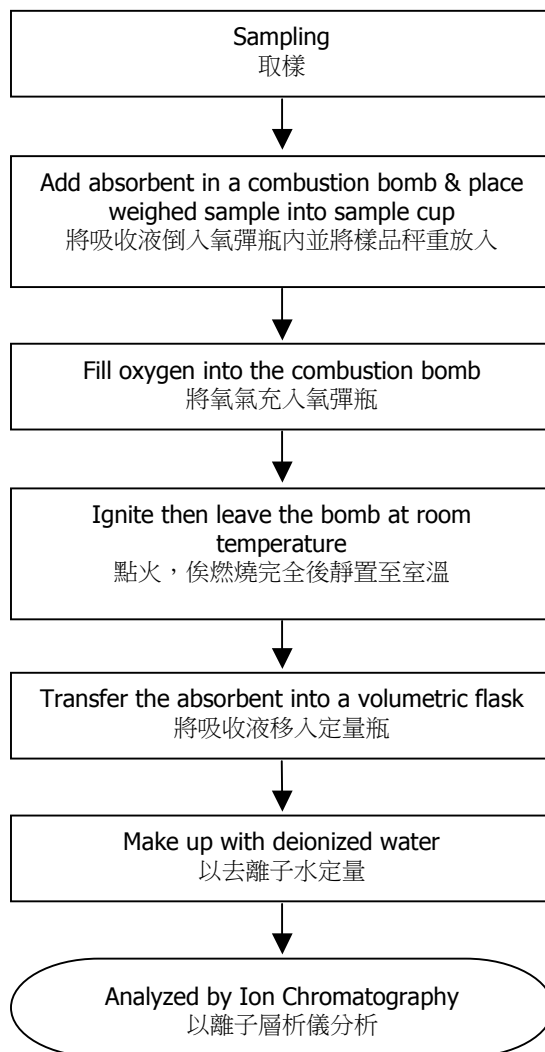 Sampling
取樣
Add absorbent in a combustion bomb & place
weighed sample into sample cup
將吸收液倒入氧彈瓶內並將樣品秤重放入
Fill oxygen into the combustion bomb
將氧氣充入氧彈瓶
Ignite then leave the bomb at room
temperature
點火，俟燃燒完全後靜置至室溫
Transfer the absorbent into a volumetric flask
將吸收液移入定量瓶
Make up with deionized water
以去離子水定量
Analyzed by Ion Chromatography
以離子層析儀分析